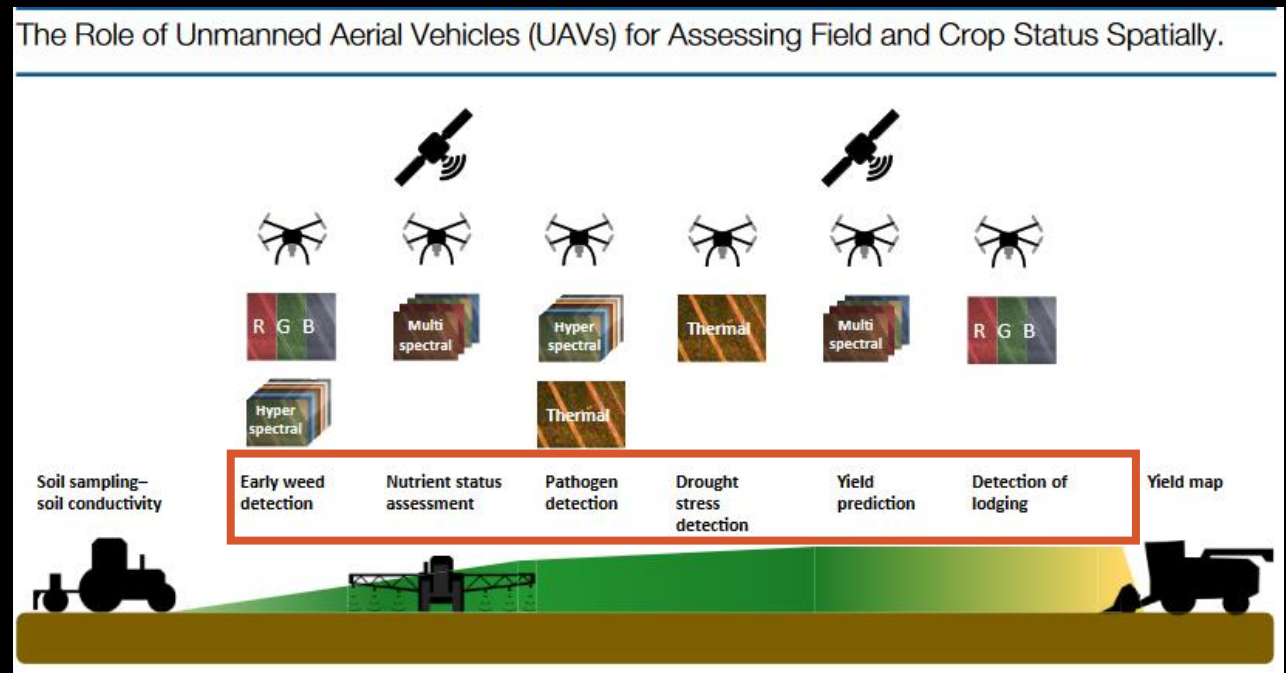 The Role of Unmanned Aerial Vehicles (UAVs) for Assessing Field and Crop Status Spatially.
R G B
Multi
spectral
Hyper
spectral
Thermal
Multi
spectral
R G B
Hyper
spectral
Thermal
Soil sampling–
soil conductivity
Early weed
detection
Nutrient status
assessment
Pathogen
detection
Drought
stress
detection
Yield
prediction
Detection of
lodging
Yield map